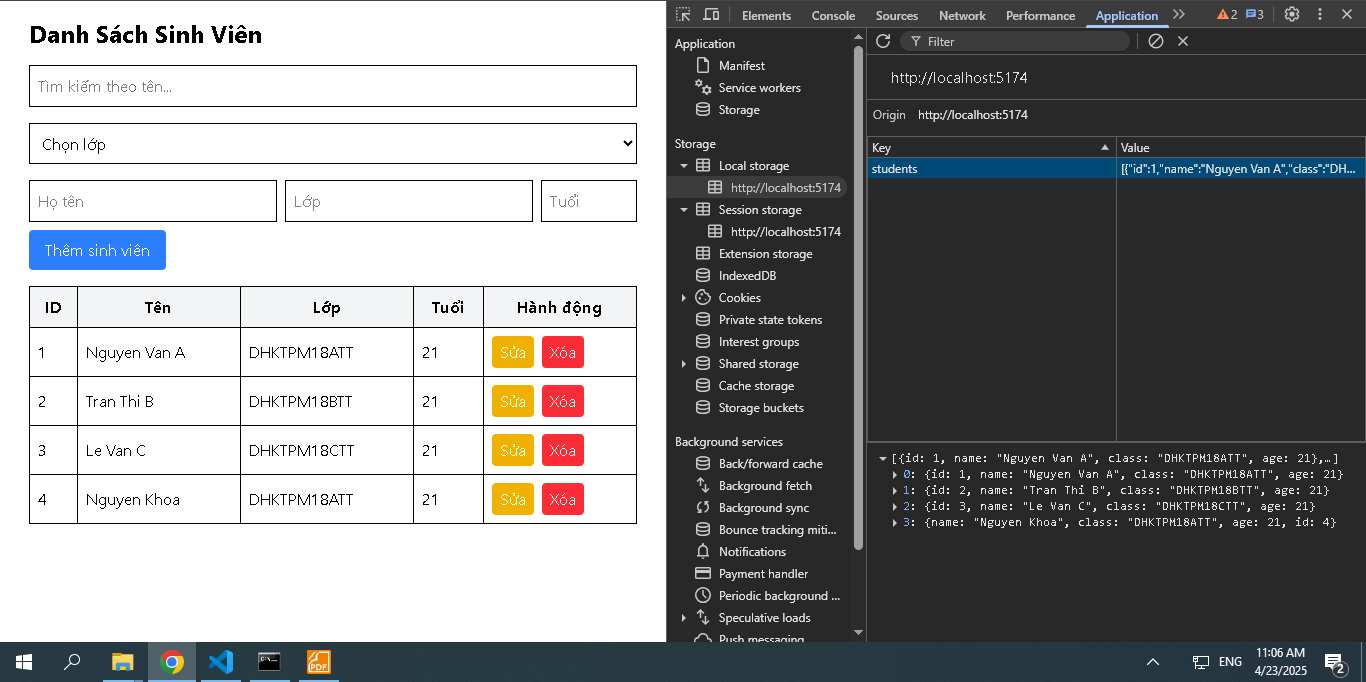 Danh Sách Sinh Viên
Tìm kiếm theo tên...
Chọn lớp
Họ tên Lớp Tuổi
Thêm sinh viên
ID Tên Lớp Tuổi Hành động
1 Nguyen Van A DHKTPM18ATT 21 Sửa Xóa
2 Tran Thi B DHKTPM18BTT 21 Sửa Xóa
3 Le Van C DHKTPM18CTT 21 Sửa Xóa
4 Nguyen Khoa DHKTPM18ATT 21 Sửa Xóa
Elements Console Sources Network Performance Application 2 3
Application
Manifest
Service workers
Storage
Storage
Local storage
http://localhost:5174
Session storage
http://localhost:5174
Extension storage
IndexedDB
Cookies
Private state tokens
Interest groups
Shared storage
Cache storage
Storage buckets
Background services
Back/forward cache
Background fetch
Background sync
Bounce tracking miti...
Notifications
Payment handler
Periodic background ...
Speculative loads
Push messaging
Filter
http://localhost:5174
Origin http://localhost:5174
Key Value
students [{"id":1,"name":"Nguyen Van A","class":"DH...
[{id: 1, name: "Nguyen Van A", class: "DHKTPM18ATT", age: 21},…]
0: {id: 1, name: "Nguyen Van A", class: "DHKTPM18ATT", age: 21}
1: {id: 2, name: "Tran Thi B", class: "DHKTPM18BTT", age: 21}
2: {id: 3, name: "Le Van C", class: "DHKTPM18CTT", age: 21}
3: {name: "Nguyen Khoa", class: "DHKTPM18ATT", age: 21, id: 4}
PDF
ENG
11:06 AM
4/23/2025
2